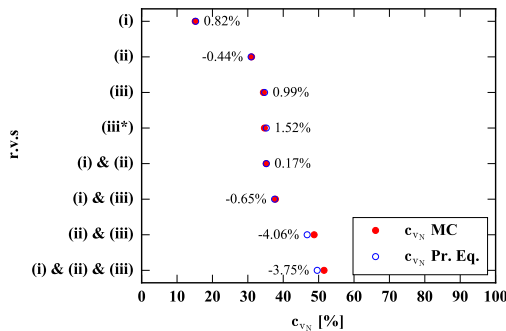 (i) 0.82%
(ii) -0.44%
(iii) 0.99%
(iii*) 1.52%
r.v.s
(i) & (ii) 0.17%
(i) & (iii) -0.65%
(ii) & (iii) -4.06%
(i) & (ii) & (iii) -3.75%
c_{v_N} MC
c_{v_N} Pr. Eq.
0 10 20 30 40 50 60 70 80 90 100
c_{v_N} [%]